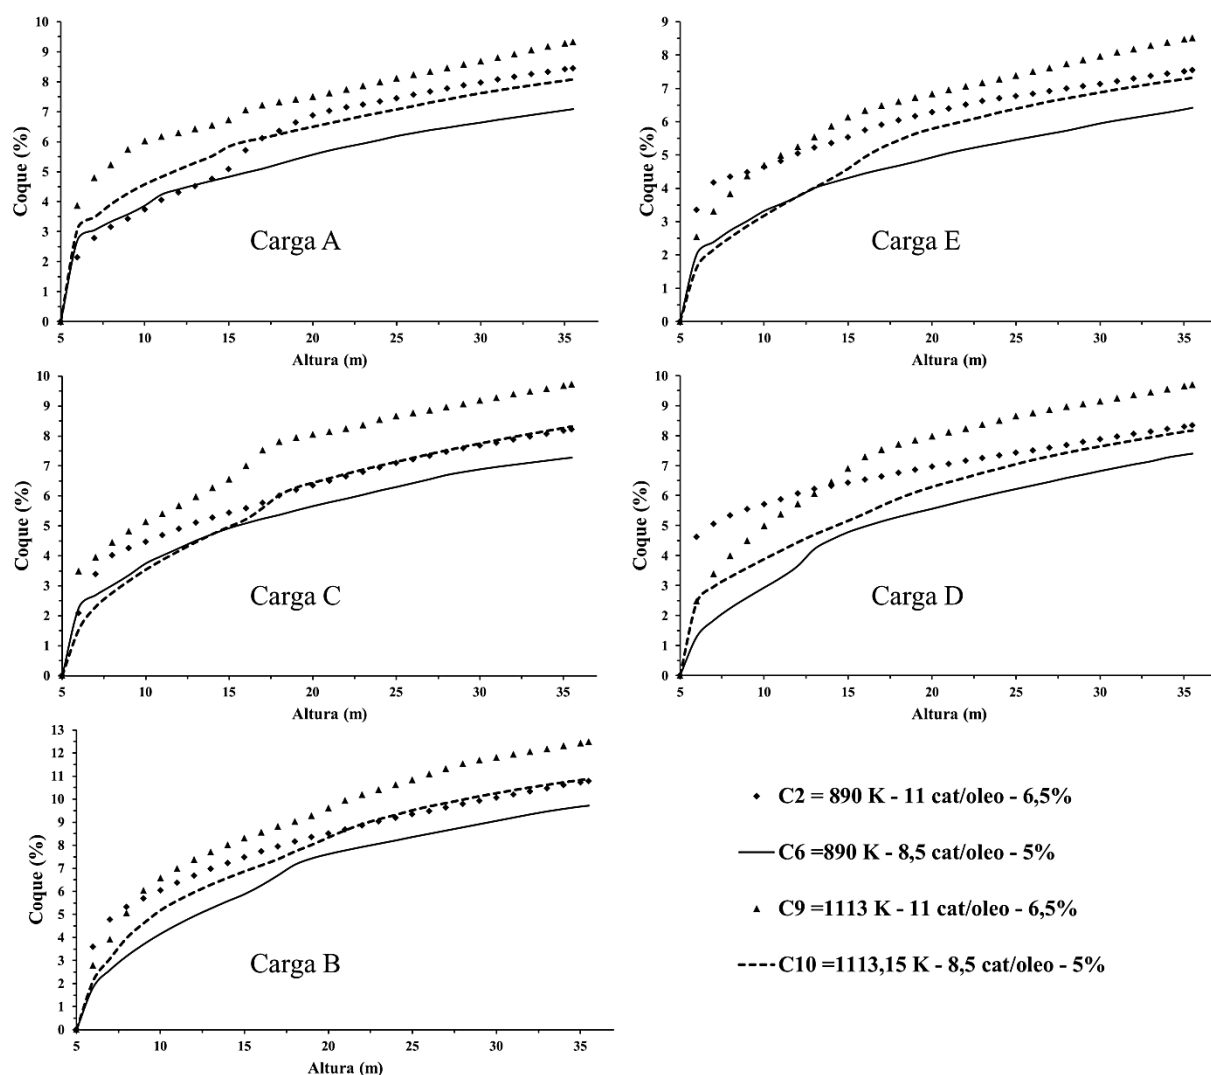 10
9
8
7
6
5
4
3
2
1
0
Coque (%)
Carga A
5 10 15 20 25 30 35
Altura (m)
9
8
7
6
5
4
3
2
1
0
Coque (%)
Carga E
5 10 15 20 25 30 35
Altura (m)
10
9
8
7
6
5
4
3
2
1
0
Coque (%)
Carga C
5 10 15 20 25 30 35
Altura (m)
10
9
8
7
6
5
4
3
2
1
0
Coque (%)
Carga D
5 10 15 20 25 30 35
Altura (m)
13
12
11
10
9
8
7
6
5
4
3
2
1
0
Coque (%)
Carga B
5 10 15 20 25 30 35
Altura (m)
C2 = 890 K - 11 cat/oleo - 6,5%
C6 =890 K - 8,5 cat/oleo - 5%
C9 =1113 K - 11 cat/oleo - 6,5%
C10 =1113,15 K - 8,5 cat/oleo - 5%